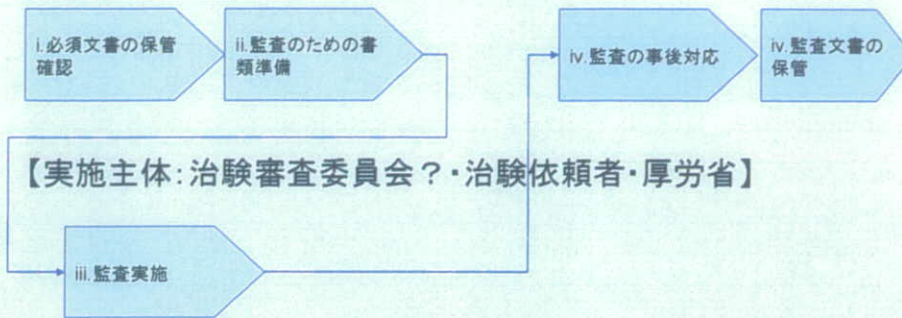 i.必須文書の保管
確認
ii.監査のための書
類準備
iv.監査の事後対応
iv.監査文書の
保管
【実施主体:治験審査委員会?・治験依頼者・厚労省】
iii.監査実施